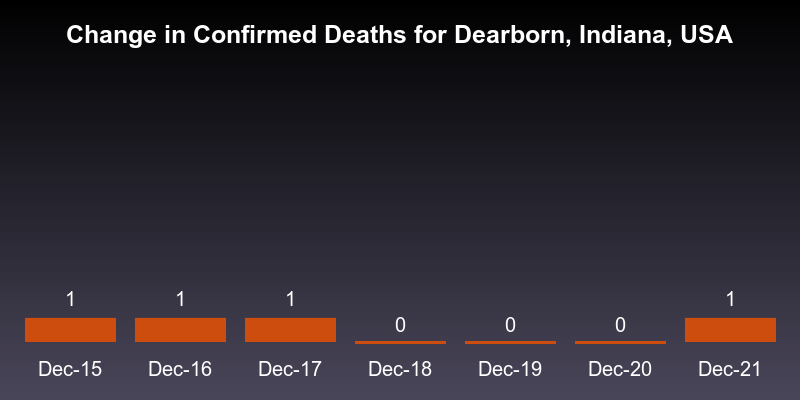 Change in Confirmed Deaths for Dearborn, Indiana, USA
1 1 1 0 0 0 1
Dec-15 Dec-16 Dec-17 Dec-18 Dec-19 Dec-20 Dec-21